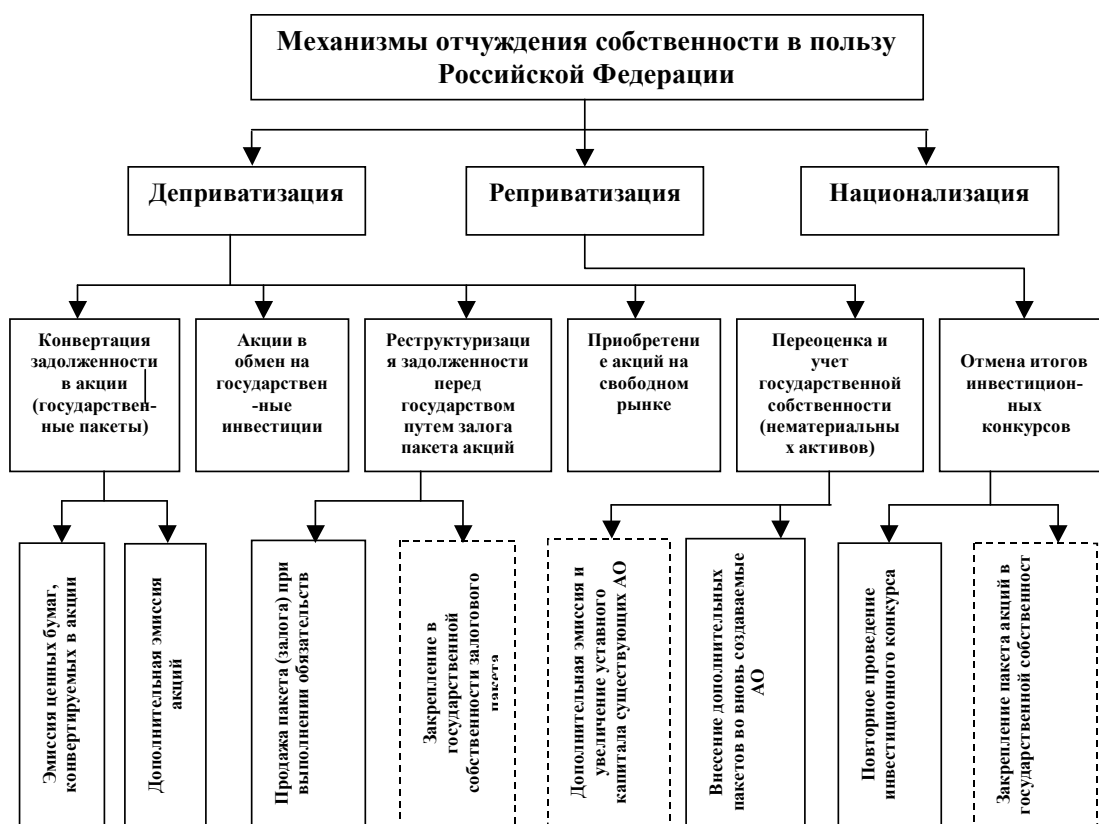 Механизмы отчуждения собственности в пользу
Российской Федерации
Деприватизация
Реприватизация
Национализация
Конвертация
задолженности
в акции
(государствен-
ные пакеты)
Акции в
обмен на
государствен
-ные
инвестиции
Реструктуризаци
я задолженности
перед
государством
путем залога
пакета акций
Приобретени
е акций на
свободном
рынке
Переоценка и
учет
государственной
собственности
(нематериальны
х активов)
Отмена итогов
инвестицион-
ных
конкурсов
Эмиссия ценных бумаг,
конвертируемых в акции
Дополнительная эмиссия
акций
Продажа пакета (залога) при
выполнении обязательств
Закрепление в
государственной
собственности залогового
пакета
Дополнительная эмиссия и
увеличение уставного
капитала существующих АО
Внесение дополнительных
пакетов во вновь создаваемые
АО
Повторное проведение
инвестиционного конкурса
Закрепление пакета акций в
государственной собственност